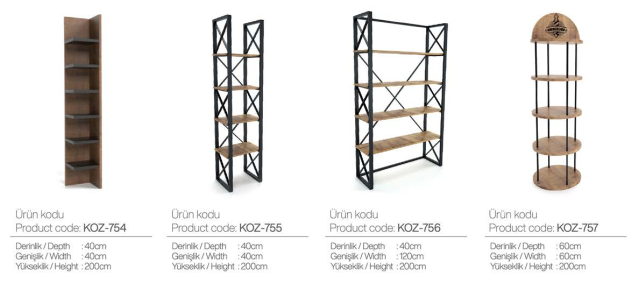 Ürün kodu
Product code: KOZ-754
Derinlik / Depth : 40cm
Genişlik / Width : 40cm
Yükseklik / Height : 200cm
Ürün kodu
Product code: KOZ-755
Derinlik / Depth : 40cm
Genişlik / Width : 40cm
Yükseklik / Height : 200cm
Ürün kodu
Product code: KOZ-756
Derinlik / Depth : 40cm
Genişlik / Width : 120cm
Yükseklik / Height : 200cm
Ürün kodu
Product code: KOZ-757
Derinlik / Depth : 60cm
Genişlik / Width : 60cm
Yükseklik / Height : 200cm